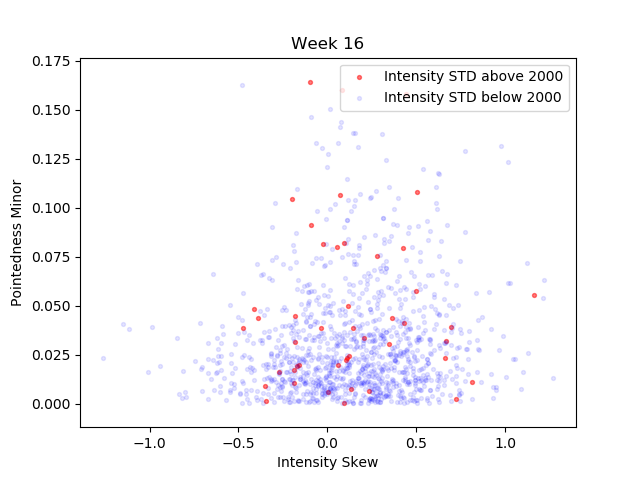 Week 16
Intensity STD above 2000
Intensity STD below 2000
0.175
0.150
0.125
0.100
0.075
0.050
0.025
0.000
Pointedness Minor
−1.0 −0.5 0.0 0.5 1.0
Intensity Skew